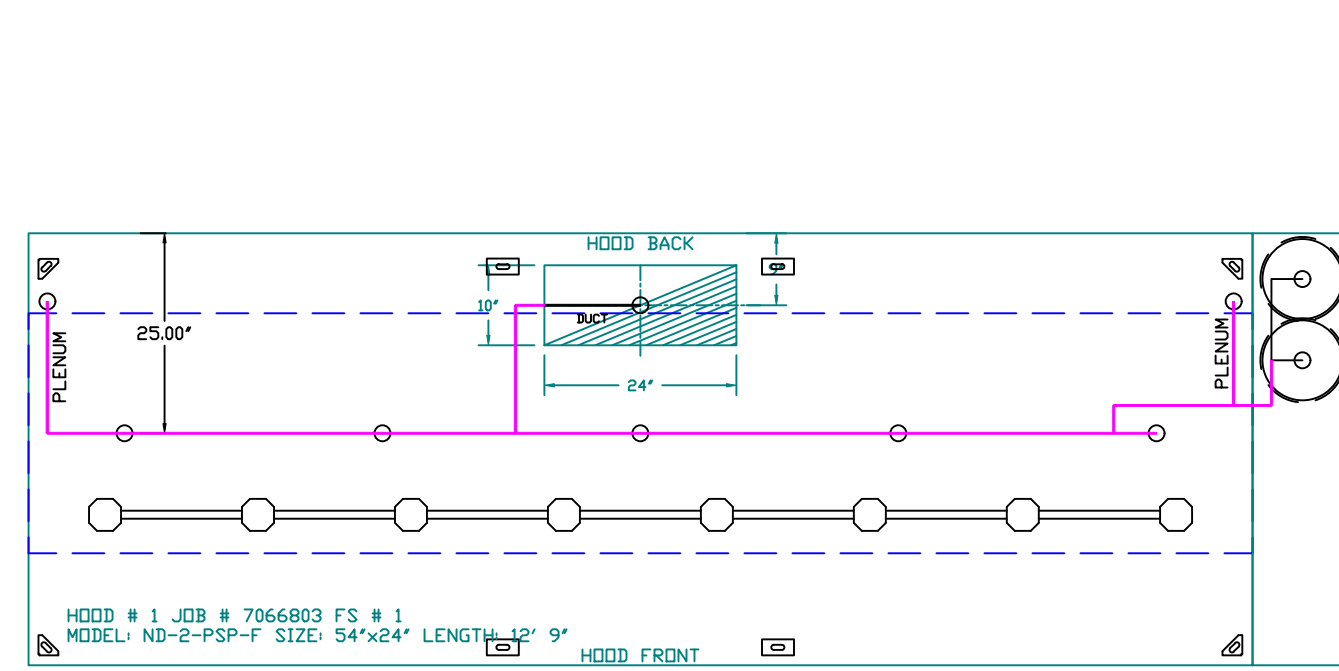 HOOD BACK
9"
10"
DUCT
25.00"
PLENUM
PLENUM
24"
HOOD # 1 JOB # 7066803 FS # 1
MODEL: ND-2-PSP-F SIZE: 54"x24" LENGTH: 12' 9"
HOOD FRONT